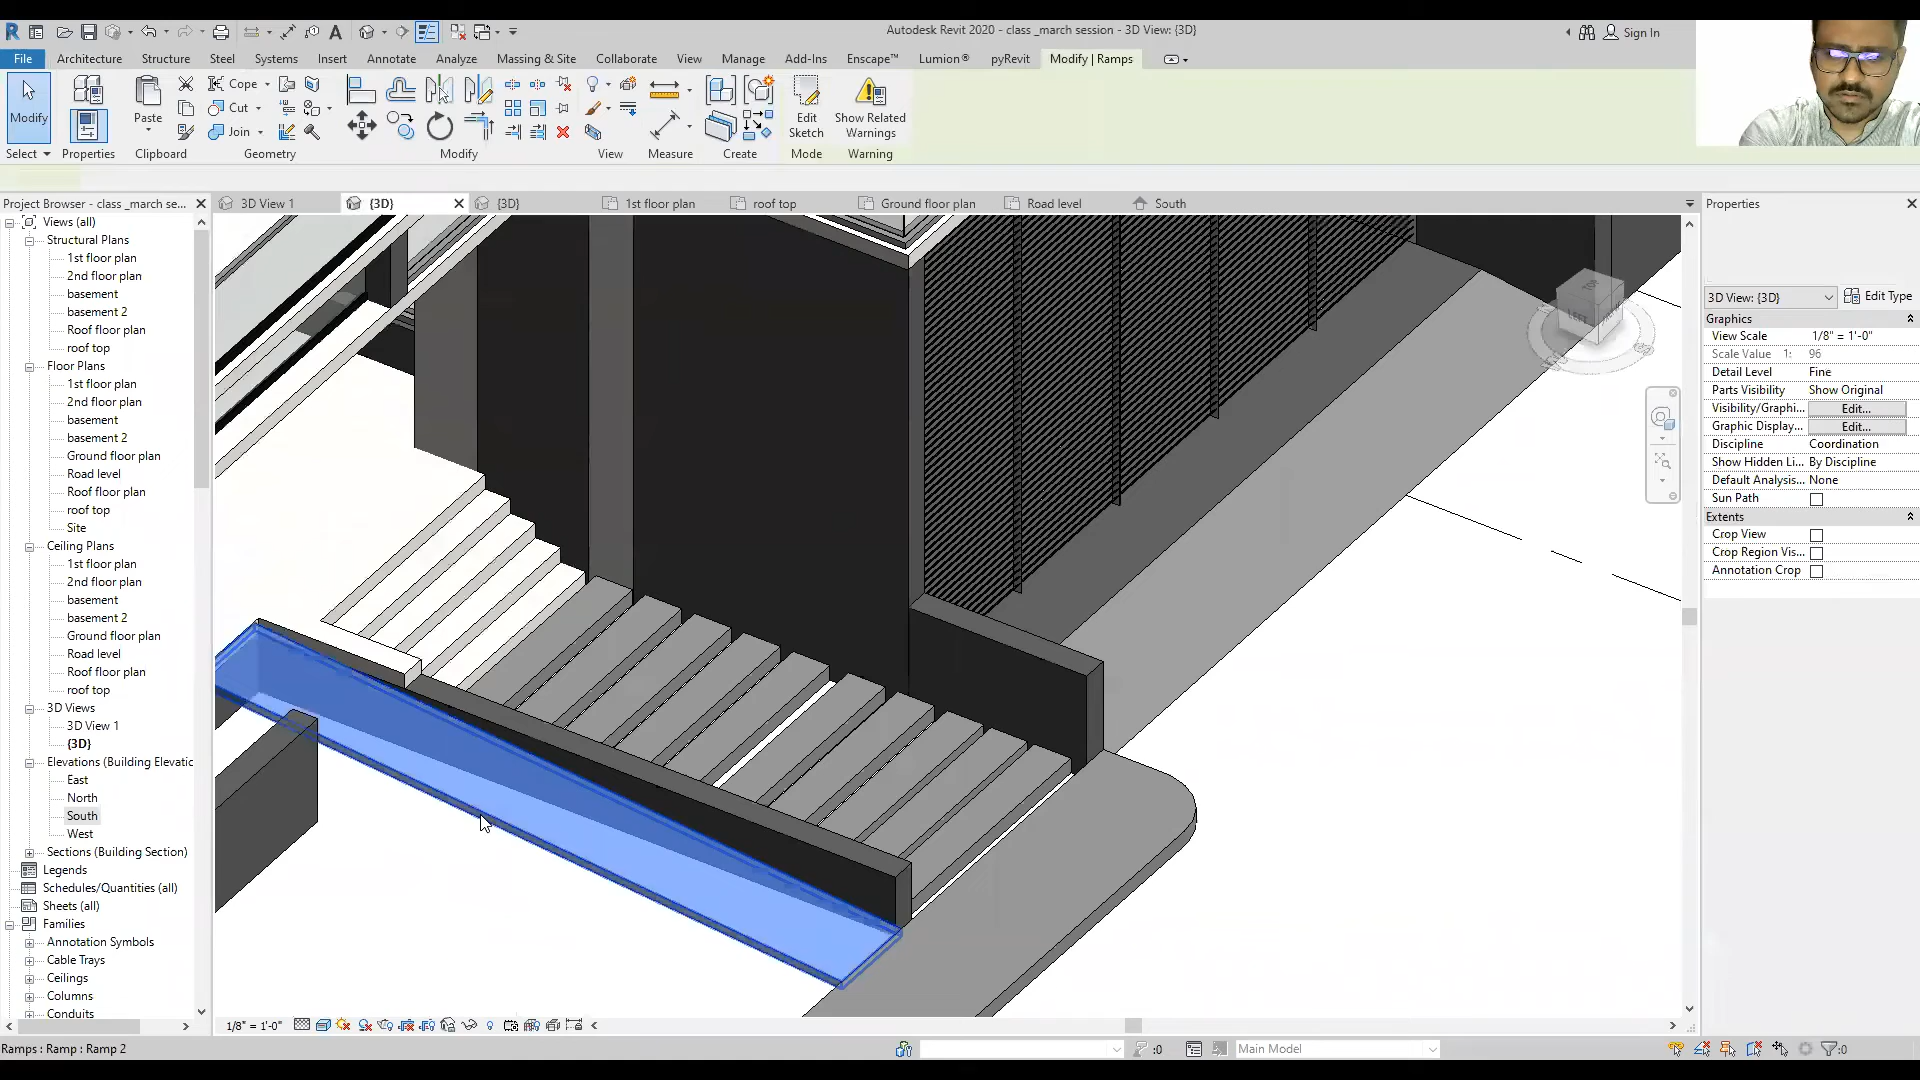 Autodesk Revit 2020 - class _march session - 3D View: {3D}
Sign In
File Architecture Structure Steel Systems Insert Annotate Analyze Massing & Site Collaborate View Manage Add-Ins Enscape™ Lumion® pyRevit Modify | Ramps
Modify
Paste
Cope
Cut
Join
Edit Sketch
Show Related Warnings
Select Properties Clipboard Geometry Modify View Measure Create Mode Warning
Project Browser - class _march se...
3D View 1 {3D} {3D} 1st floor plan roof top Ground floor plan Road level South
Properties
Views (all)
Structural Plans
1st floor plan
2nd floor plan
basement
basement 2
Roof floor plan
roof top
Floor Plans
1st floor plan
2nd floor plan
basement
basement 2
Ground floor plan
Road level
Roof floor plan
roof top
Site
Ceiling Plans
1st floor plan
2nd floor plan
basement
basement 2
Ground floor plan
Road level
Roof floor plan
roof top
3D Views
3D View 1
{3D}
Elevations (Building Elevatic
East
North
South
West
Sections (Building Section)
Legends
Schedules/Quantities (all)
Sheets (all)
Families
Annotation Symbols
Cable Trays
Ceilings
Columns
Conduits
LEFT
3D View: {3D} Edit Type
Graphics
View Scale 1/8" = 1'-0"
Scale Value 1: 96
Detail Level Fine
Parts Visibility Show Original
Visibility/Graphi... Edit...
Graphic Display... Edit...
Discipline Coordination
Show Hidden Li... By Discipline
Default Analysis... None
Sun Path
Extents
Crop View
Crop Region Vis...
Annotation Crop
1/8" = 1'-0"
Ramps : Ramp : Ramp 2
:0
Main Model
:0